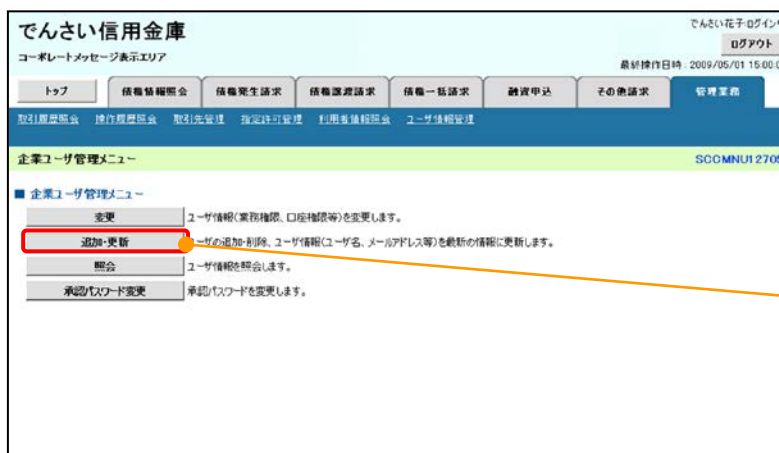 でんさい信用金庫
でんさい花子:ログイン
コーポレートメッセージ表示エリア
ログアウト
最終操作日時:2009/05/01 15:00:0
トップ 債権情報照会 債権発生請求 債権譲渡請求 債権一括請求 融資申込 その他請求 管理業務
取引履歴照会 操作履歴照会 取引先管理 指定許可管理 利用者情報照会 ユーザ情報管理
企業ユーザ管理メニュー SCCMNU12705
■ 企業ユーザ管理メニュー
変更 ユーザ情報(業務権限、口座権限等)を変更します。
追加・更新 ユーザの追加・削除、ユーザ情報(ユーザ名、メールアドレス等)を最新の情報に更新します。
照会 ユーザ情報を照会します。
承認パスワード変更 承認パスワードを変更します。